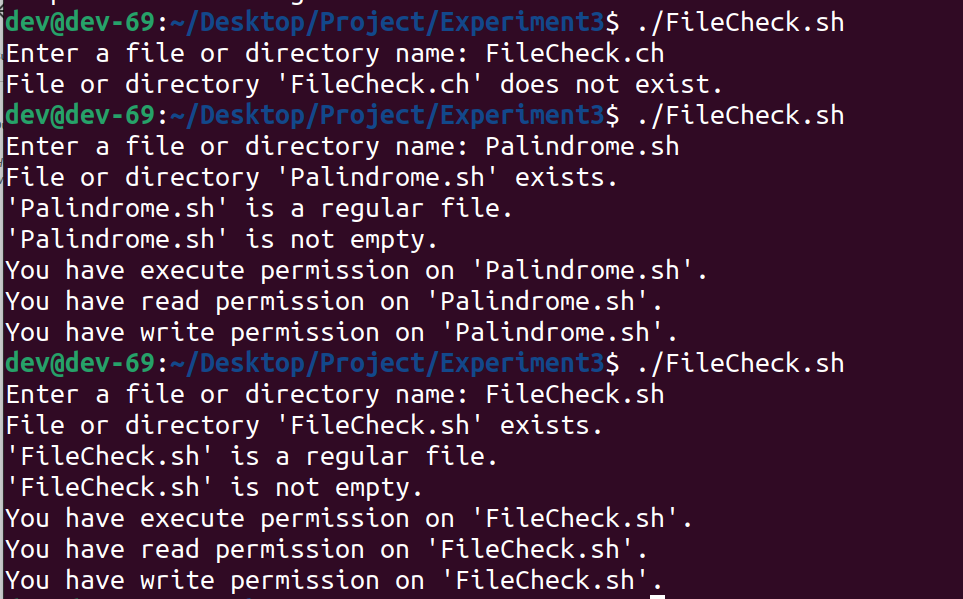 dev@dev-69:~/Desktop/Project/Experiment3$ ./FileCheck.sh
Enter a file or directory name: FileCheck.ch
File or directory 'FileCheck.ch' does not exist.
dev@dev-69:~/Desktop/Project/Experiment3$ ./FileCheck.sh
Enter a file or directory name: Palindrome.sh
File or directory 'Palindrome.sh' exists.
'Palindrome.sh' is a regular file.
'Palindrome.sh' is not empty.
You have execute permission on 'Palindrome.sh'.
You have read permission on 'Palindrome.sh'.
You have write permission on 'Palindrome.sh'.
dev@dev-69:~/Desktop/Project/Experiment3$ ./FileCheck.sh
Enter a file or directory name: FileCheck.sh
File or directory 'FileCheck.sh' exists.
'FileCheck.sh' is a regular file.
'FileCheck.sh' is not empty.
You have execute permission on 'FileCheck.sh'.
You have read permission on 'FileCheck.sh'.
You have write permission on 'FileCheck.sh'.